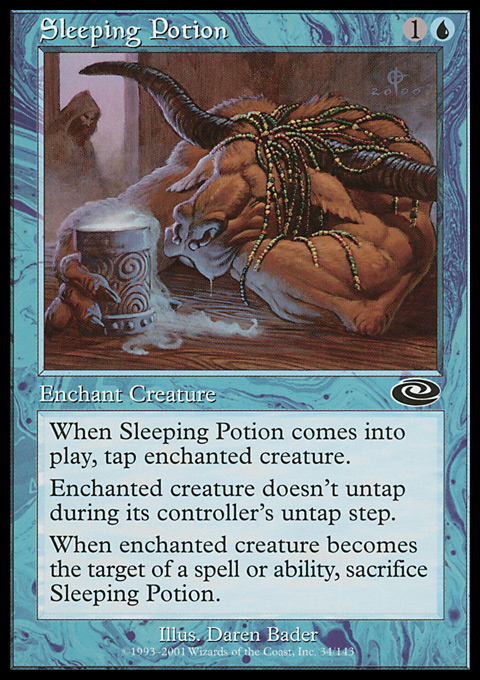 Sleeping Potion
1
2000
Enchant Creature
When Sleeping Potion comes into
play, tap enchanted creature.
Enchanted creature doesn't untap
during its controller's untap step.
When enchanted creature becomes
the target of a spell or ability, sacrifice
Sleeping Potion.
Illus. Daren Bader
©1993–2001 Wizards of the Coast, Inc. 34/143